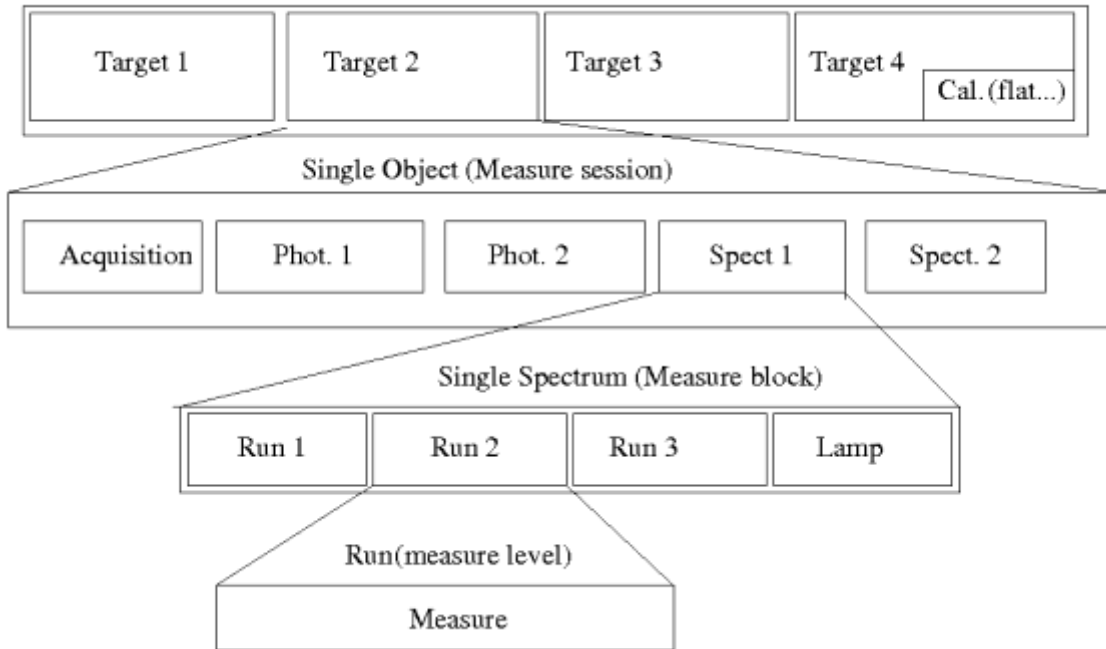 Target 1
Target 2
Target 3
Target 4
Cal. (flat...)
Single Object (Measure session)
Acquisition
Phot. 1
Phot. 2
Spect 1
Spect. 2
Single Spectrum (Measure block)
Run 1
Run 2
Run 3
Lamp
Run(measure level)
Measure